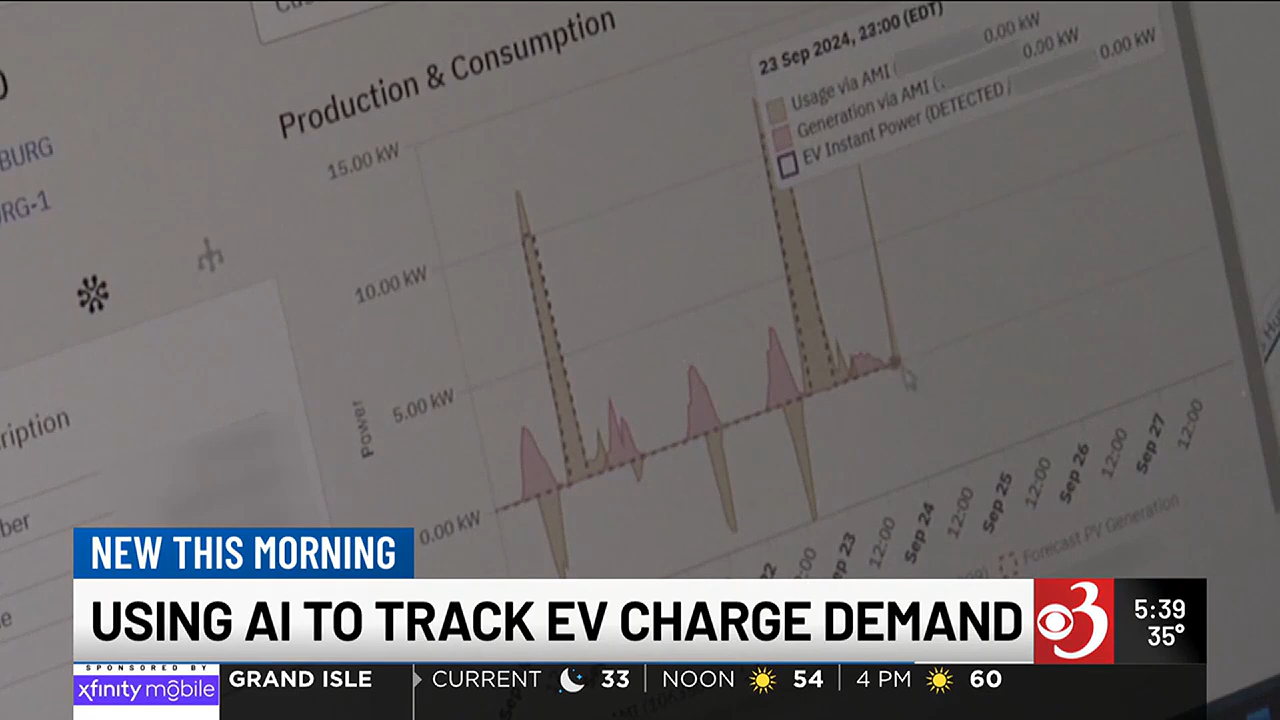 Production & Consumption
23 Sep 2024, 23:00 (EDT)
Usage via AMI ( 0.00 kW
Generation via AMI ( 0.00 kW
EV Instant Power (DETECTED / 0.00 kW
BURG
RG-1
15.00 kW
10.00 kW
5.00 kW
0.00 kW
Power
ription
ber
e
12:00
Sep 27
12:00
Sep 26
12:00
Sep 25
12:00
Sep 24
12:00
ep 23
:00
22
Forecast PV Generation
NEW THIS MORNING
USING AI TO TRACK EV CHARGE DEMAND
3
5:39
35°
SPONSORED BY
xfinity mobile
GRAND ISLE CURRENT 33 NOON 54 4 PM 60